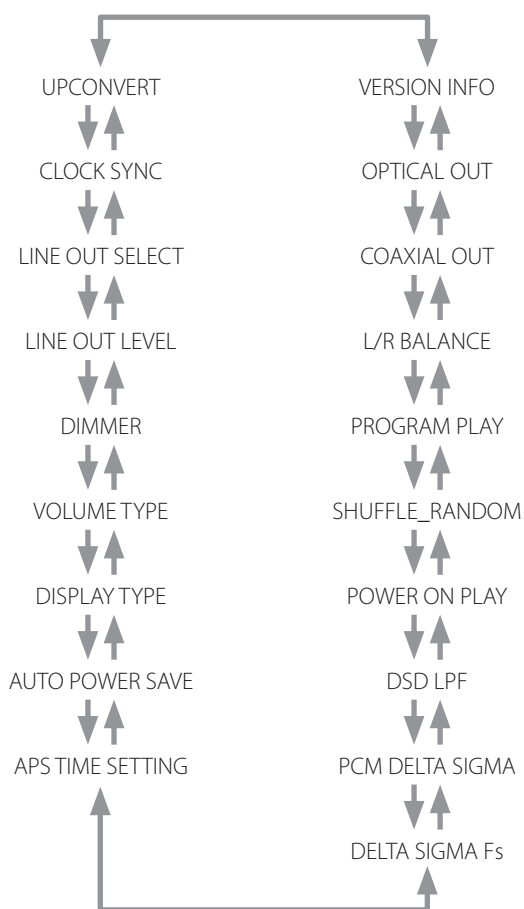 UPCONVERT
CLOCK SYNC
LINE OUT SELECT
LINE OUT LEVEL
DIMMER
VOLUME TYPE
DISPLAY TYPE
AUTO POWER SAVE
APS TIME SETTING
VERSION INFO
OPTICAL OUT
COAXIAL OUT
L/R BALANCE
PROGRAM PLAY
SHUFFLE_RANDOM
POWER ON PLAY
DSD LPF
PCM DELTA SIGMA
DELTA SIGMA Fs